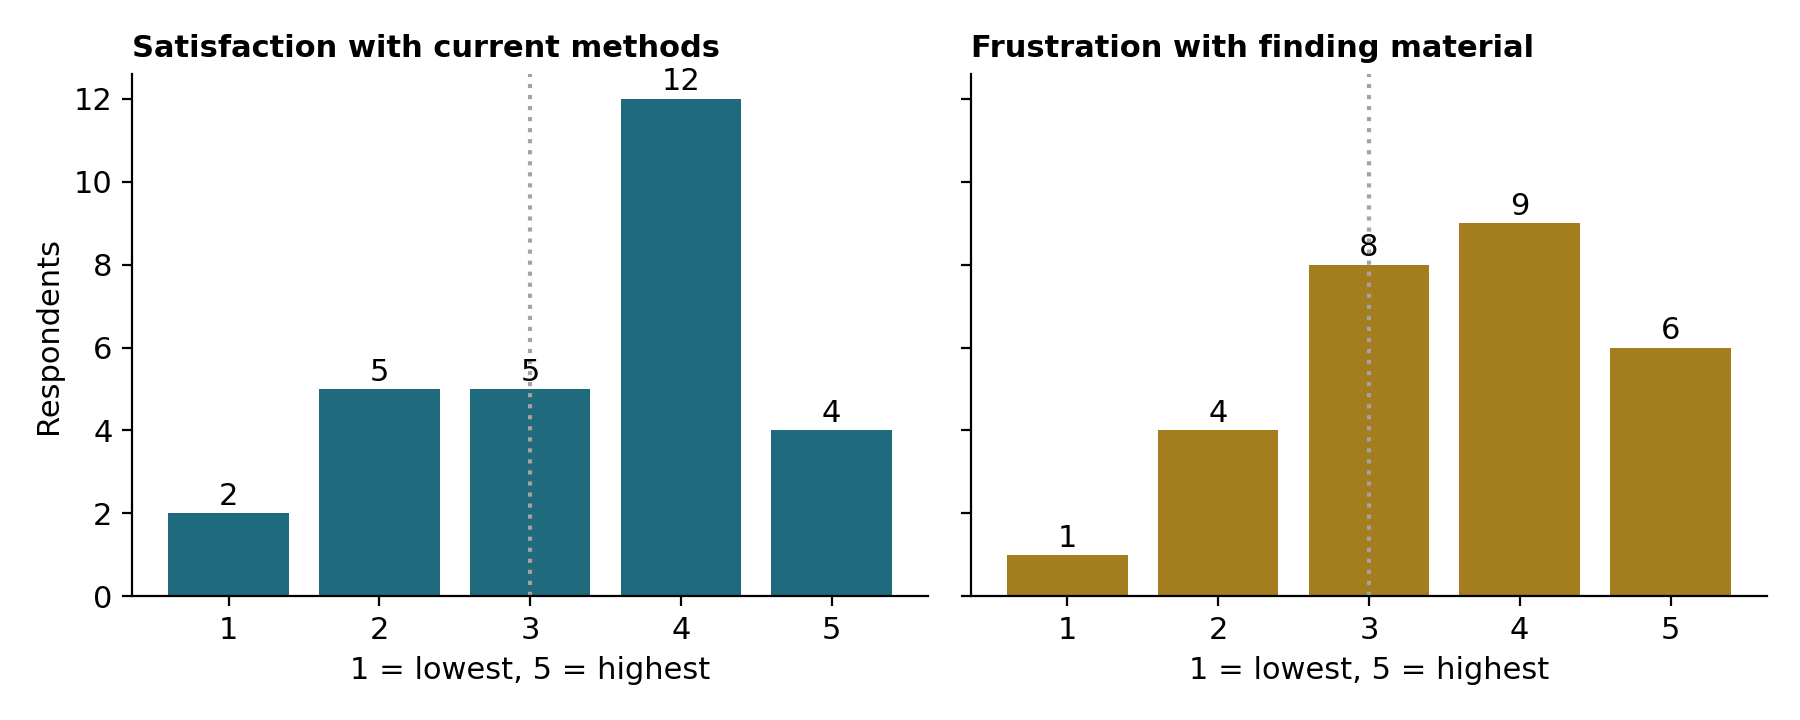 Satisfaction with current methods
12
10
8
6
4
2
0
Respondents
2
5
5
12
4
1 2 3 4 5
1 = lowest, 5 = highest
Frustration with finding material
1
4
8
9
6
1 2 3 4 5
1 = lowest, 5 = highest